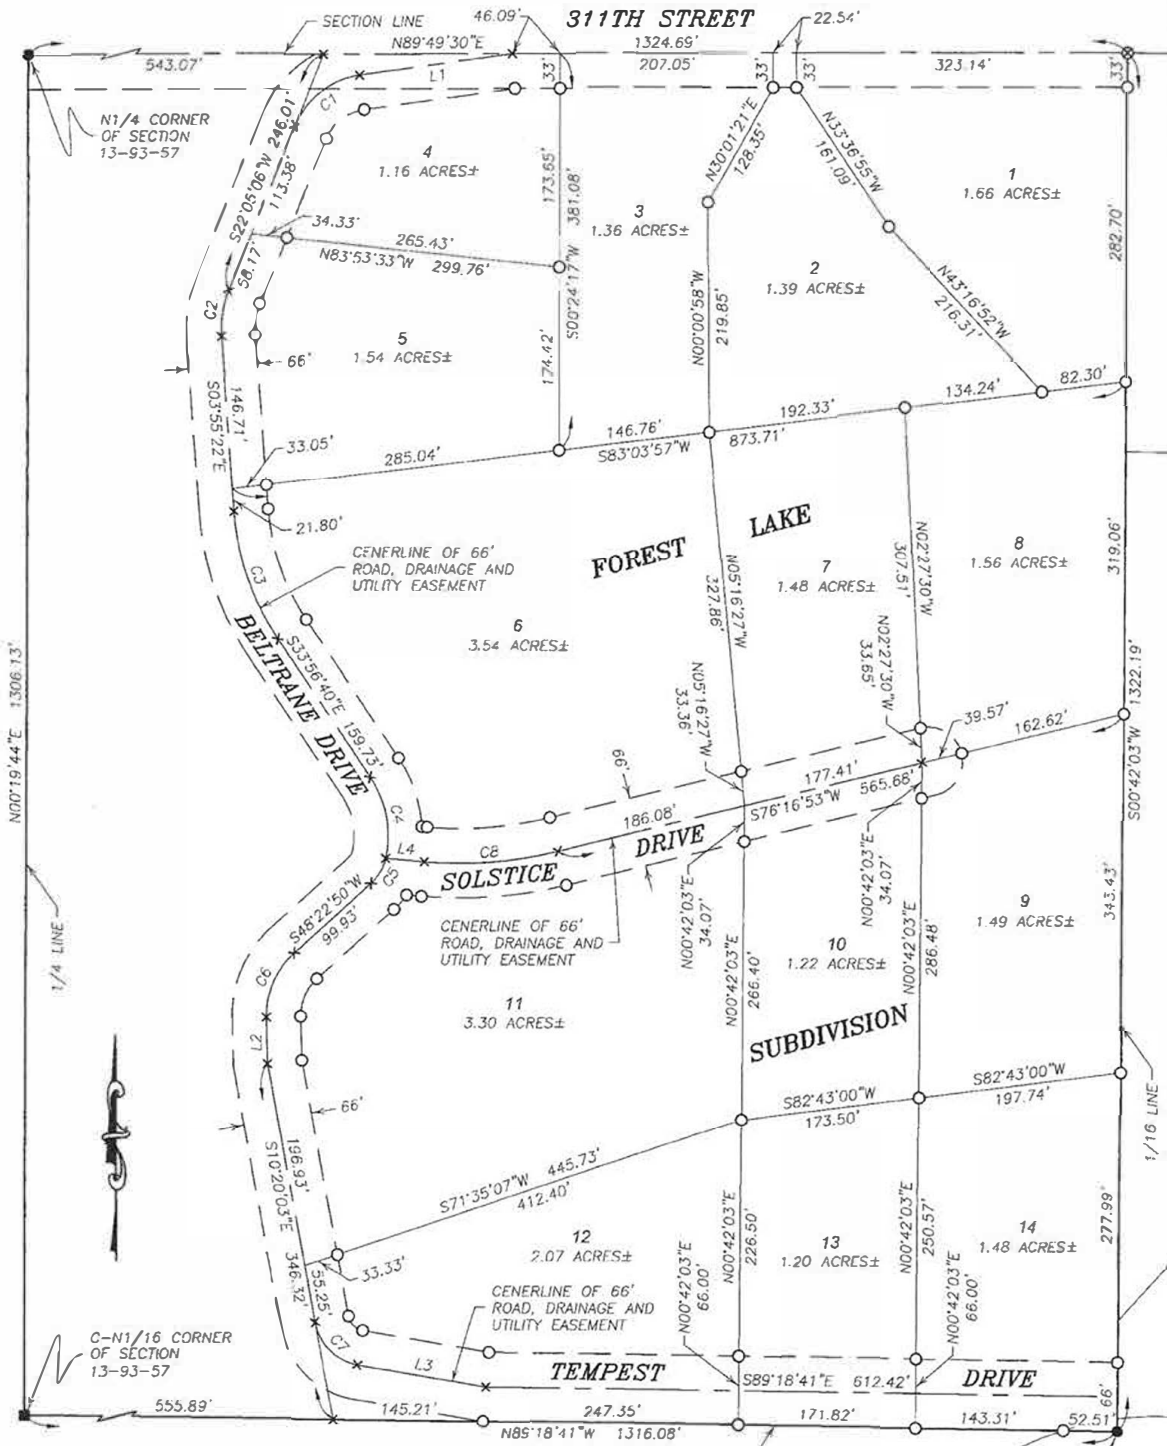 311TH STREET
SECTION LINE
46.09'
22.54'
N89°49'30"E
1324.69'
543.07'
207.05'
323.14'
L1
33'
33'
33'
33'
C1
N1/4 CORNER
OF SECTION
13-93-57
246.01'
S22°05'06"W
113.38'
4
1.16 ACRES±
173.65'
381.08'
S00°24'17"W
N30°01'21"E
128.35'
N33°36'55"W
161.09'
1
1.66 ACRES±
282.70'
3
1.36 ACRES±
34.33'
265.43'
N83°53'33"W 299.76'
58.17'
2
1.39 ACRES±
N43°16'52"W
216.31'
N00°00'58"W
219.85'
C2
5
1.54 ACRES±
66'
174.42'
S03°55'22"E
146.71'
134.24'
82.30'
192.33'
146.76'
873.71'
S83°03'57"W
33.05'
285.04'
21.80'
FOREST LAKE
C3
CENERLINE OF 66'
ROAD, DRAINAGE AND
UTILITY EASEMENT
N05°16'27"W
327.86'
7
1.48 ACRES±
N02°27'30"W
307.51'
8
1.56 ACRES±
319.06'
6
3.54 ACRES±
BELTRANE DRIVE
S33°56'40"E 159.73'
N05°16'27"W
33.36'
N02°27'30"W
33.65'
39.57'
162.62'
N00°19'44"E 1306.13'
S00°42'03"W 1322.19'
66'
177.41'
186.08'
S76°16'53"W 565.68'
C4
L4
C8
C5
SOLSTICE DRIVE
S48°22'50"W
99.93'
CENERLINE OF 66'
ROAD, DRAINAGE AND
UTILITY EASEMENT
N00°42'03"E
34.07'
N00°42'03"E
34.07'
N00°42'03"E
266.40'
N00°42'03"E
286.48'
9
1.49 ACRES±
343.43'
10
1.22 ACRES±
1/4 LINE
C6
11
3.30 ACRES±
L2
SUBDIVISION
S82°43'00"W
197.74'
S82°43'00"W
173.50'
1/16 LINE
66'
S10°20'03"E
196.93'
346.32'
S71°35'07"W 445.73'
412.40'
N00°42'03"E
226.50'
N00°42'03"E
250.57'
277.99'
12
2.07 ACRES±
13
1.20 ACRES±
14
1.48 ACRES±
33.33'
55.25'
CENERLINE OF 66'
ROAD, DRAINAGE AND
UTILITY EASEMENT
N00°42'03"E
66.00'
N00°42'03"E
66.00'
C-N1/16 CORNER
OF SECTION
13-93-57
C7
L3
TEMPEST DRIVE
S89°18'41"E 612.42'
66'
555.89'
145.21'
247.35'
171.82'
143.31'
52.51'
1316.08'